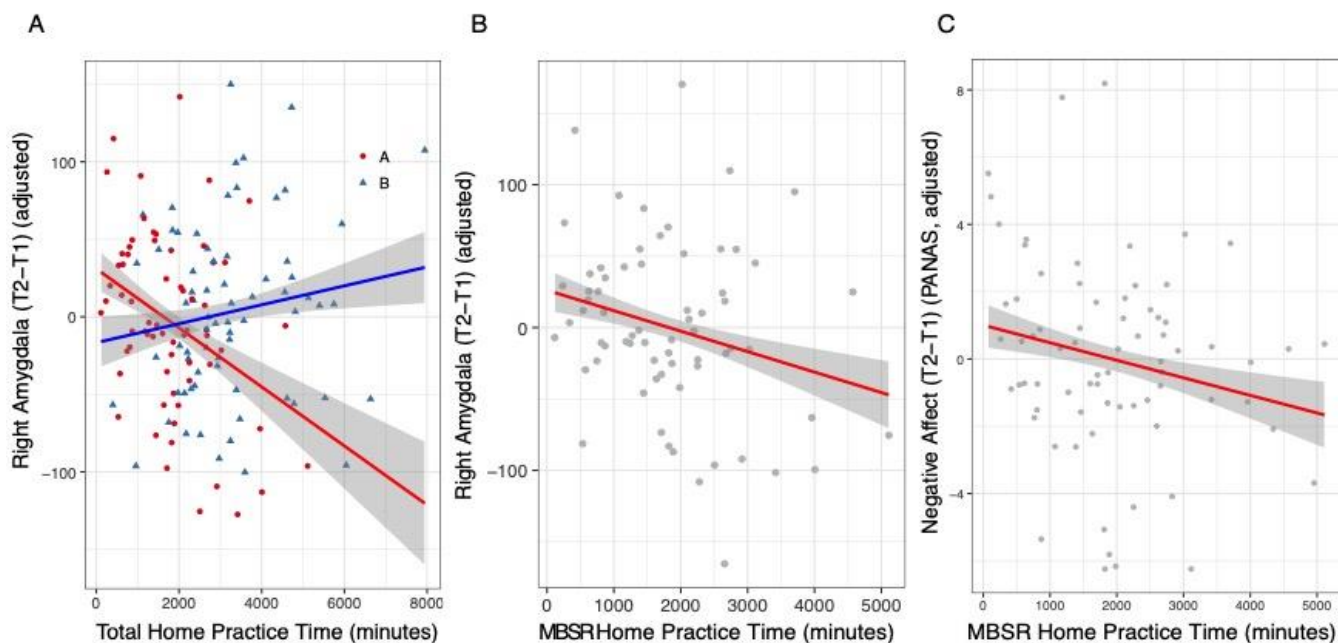 A
Right Amygdala (T2−T1) (adjusted)
100
0
−100
A
B
0
2000
4000
6000
8000
Total Home Practice Time (minutes)
B
Right Amygdala (T2−T1) (adjusted)
100
0
−100
0
1000
2000
3000
4000
5000
MBSR Home Practice Time (minutes)
C
Negative Affect (T2−T1) (PANAS, adjusted)
8
4
0
−4
0
1000
2000
3000
4000
5000
MBSR Home Practice Time (minutes)